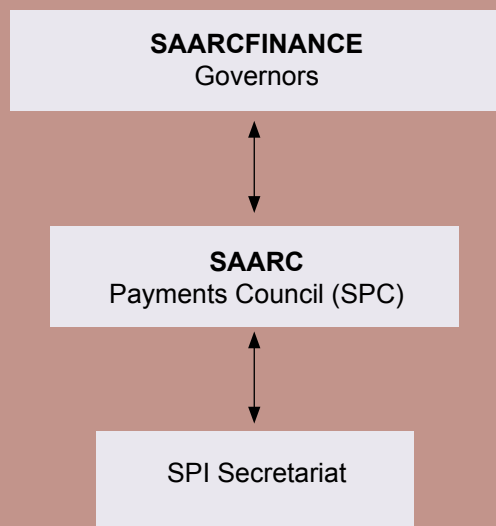 SAARCFINANCE
Governors
SAARC
Payments Council (SPC)
SPI Secretariat